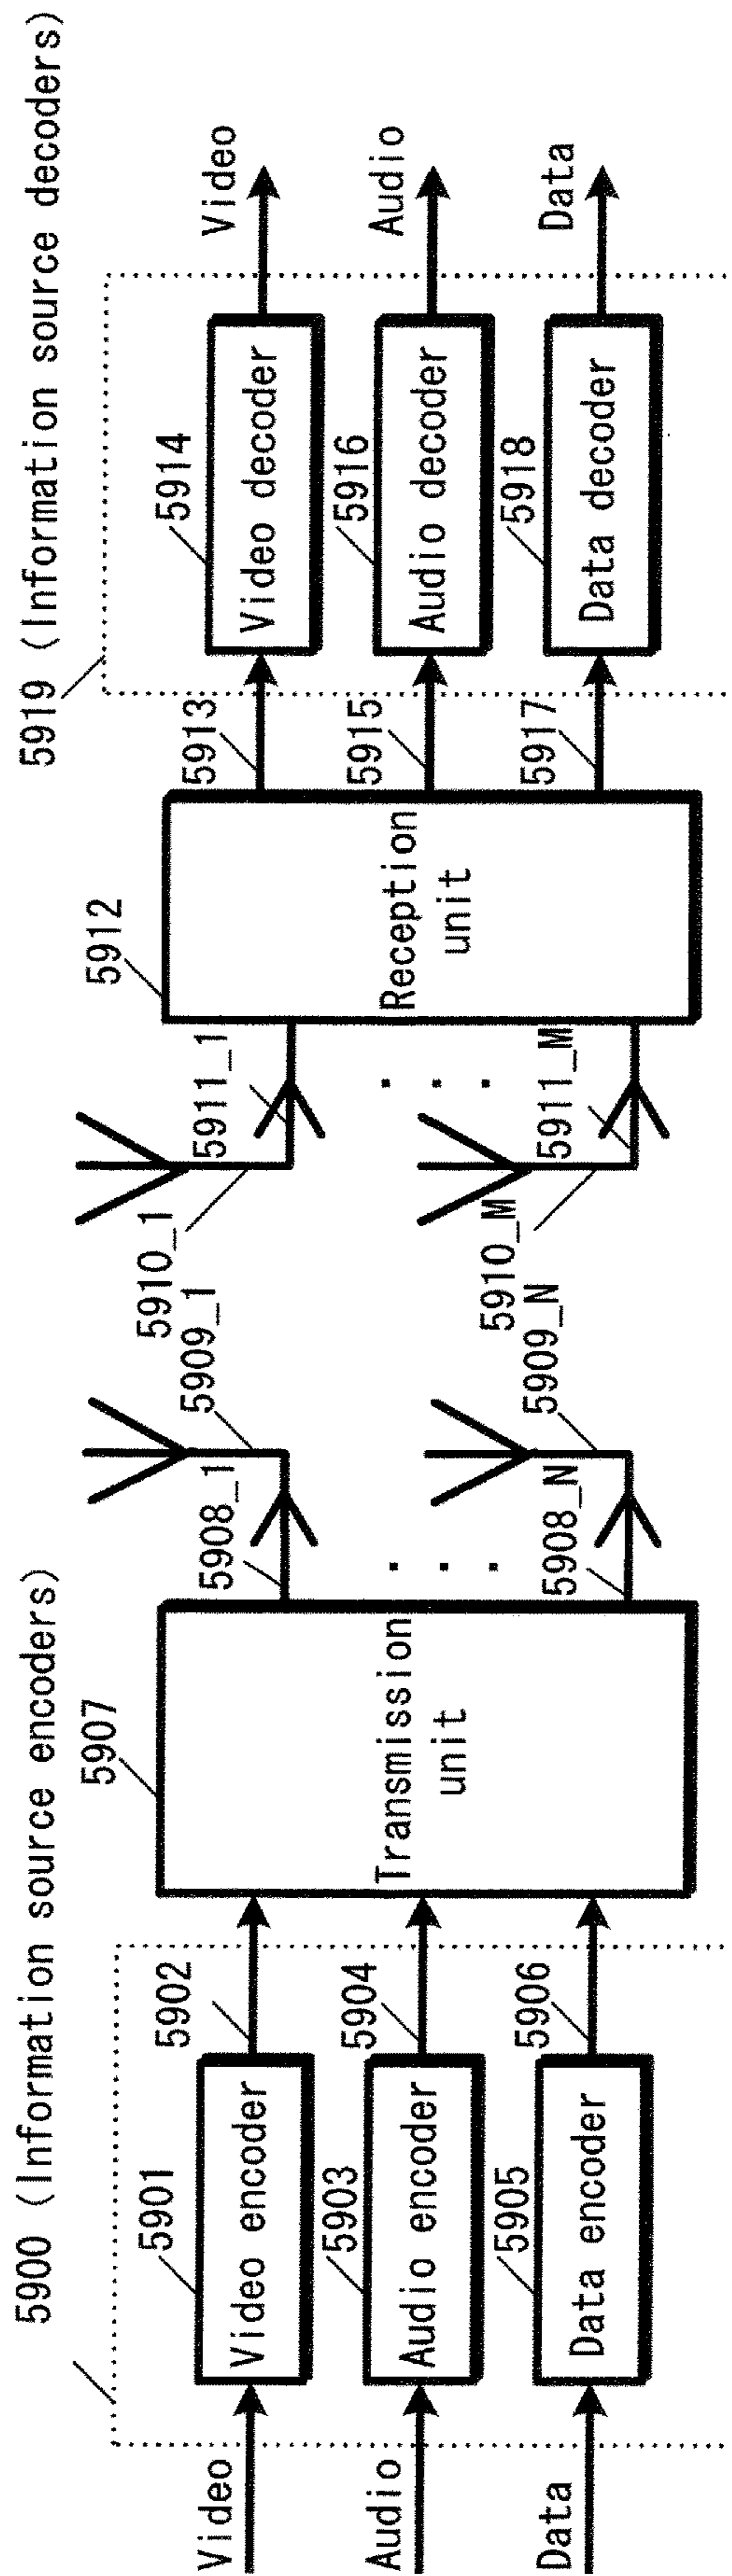 5900 (Information source encoders)
Video
5901
Video encoder
5902
Audio
5903
Audio encoder
5904
Data
5905
Data encoder
5906
5907
Transmission
unit
5908_1
5909_1
5908_N
5909_N
5910_1
5911_1
5910_M
5911_M
5912
Reception
unit
5919 (Information source decoders)
5913
5914
Video decoder
Video
5915
5916
Audio decoder
Audio
5917
5918
Data decoder
Data